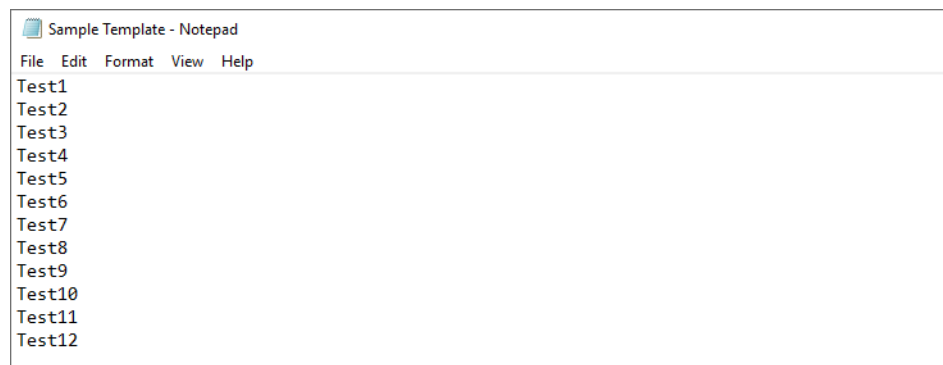 Sample Template - Notepad
File Edit Format View Help
Test1
Test2
Test3
Test4
Test5
Test6
Test7
Test8
Test9
Test10
Test11
Test12